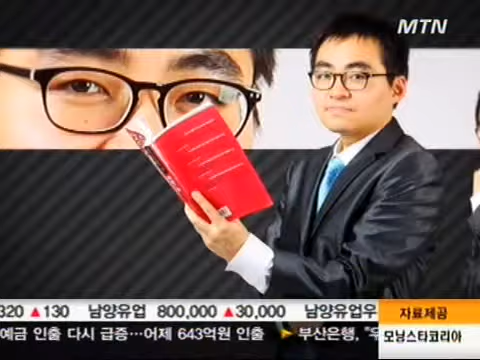 MTN
320 ▲130 남양유업 800,000 ▲30,000 남양유업우
자료제공
예금 인출 다시 급증…어제 643억원 인출 ▶ 부산은행, "우
모닝스타코리아